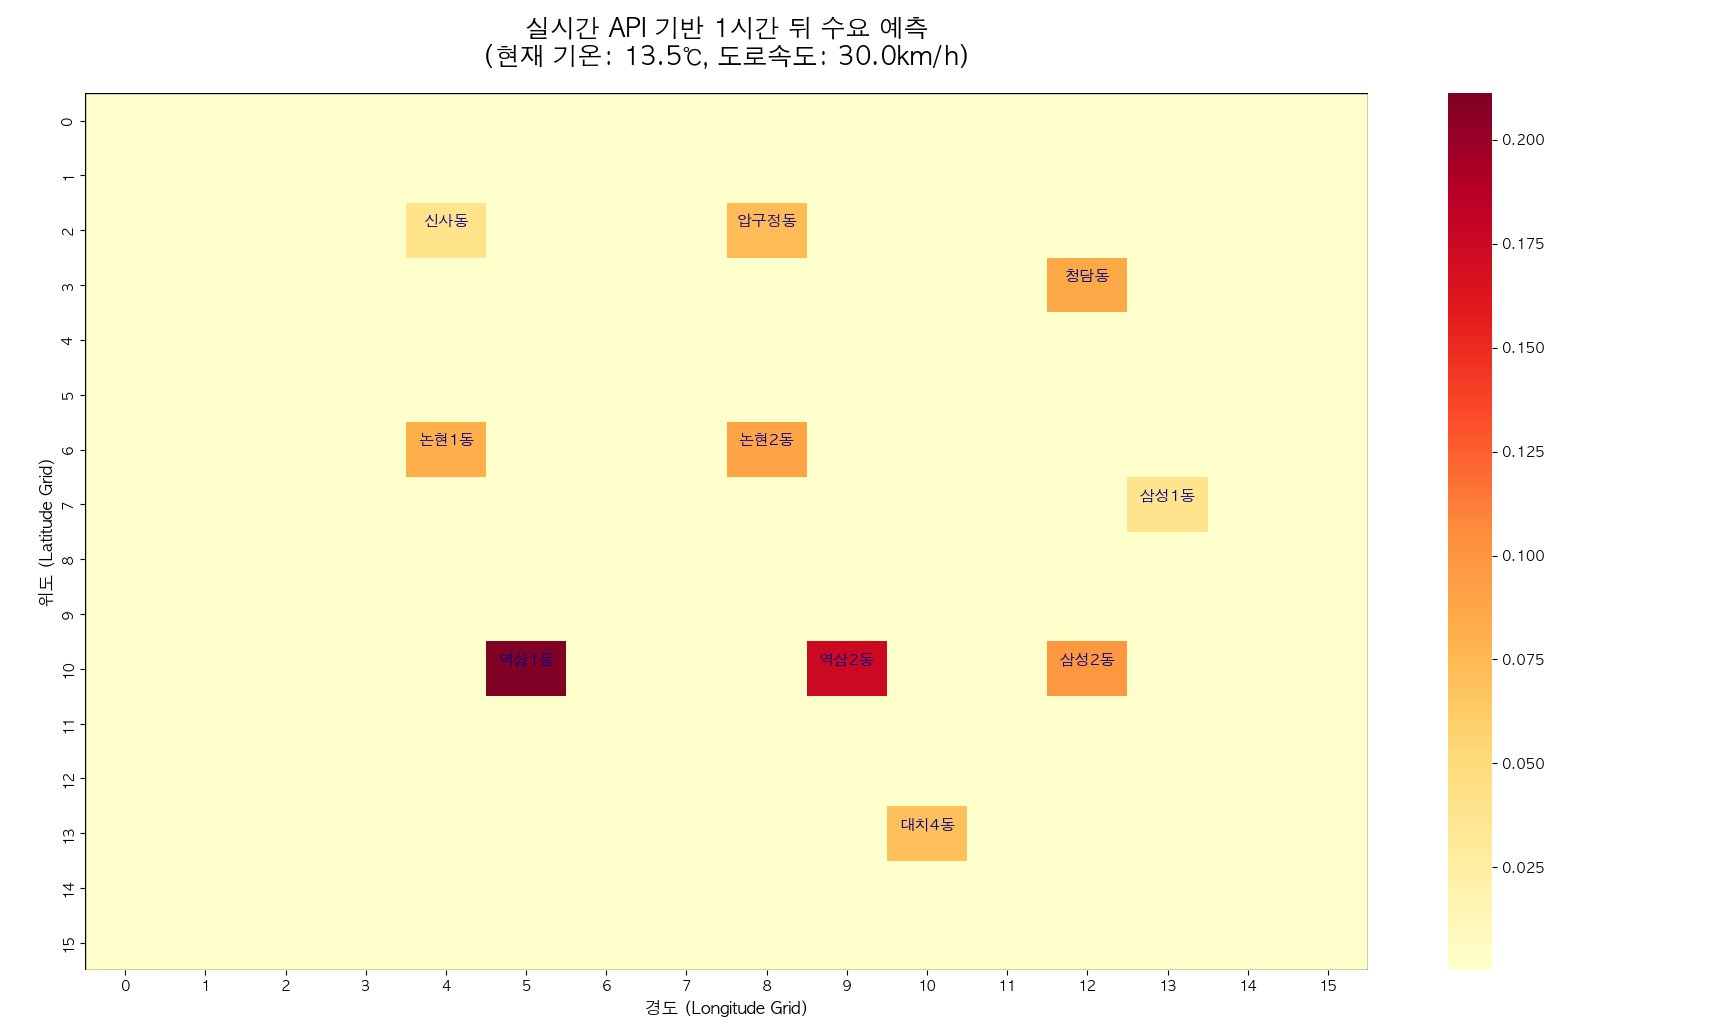 실시간 API 기반 1시간 뒤 수요 예측
(현재 기온: 13.5℃, 도로속도: 30.0km/h)
위도 (Latitude Grid)
0
1
2
3
4
5
6
7
8
9
10
11
12
13
14
15
신사동
압구정동
청담동
논현1동
논현2동
삼성1동
역삼1동
역삼2동
삼성2동
대치4동
0 1 2 3 4 5 6 7 8 9 10 11 12 13 14 15
경도 (Longitude Grid)
0.200
0.175
0.150
0.125
0.100
0.075
0.050
0.025